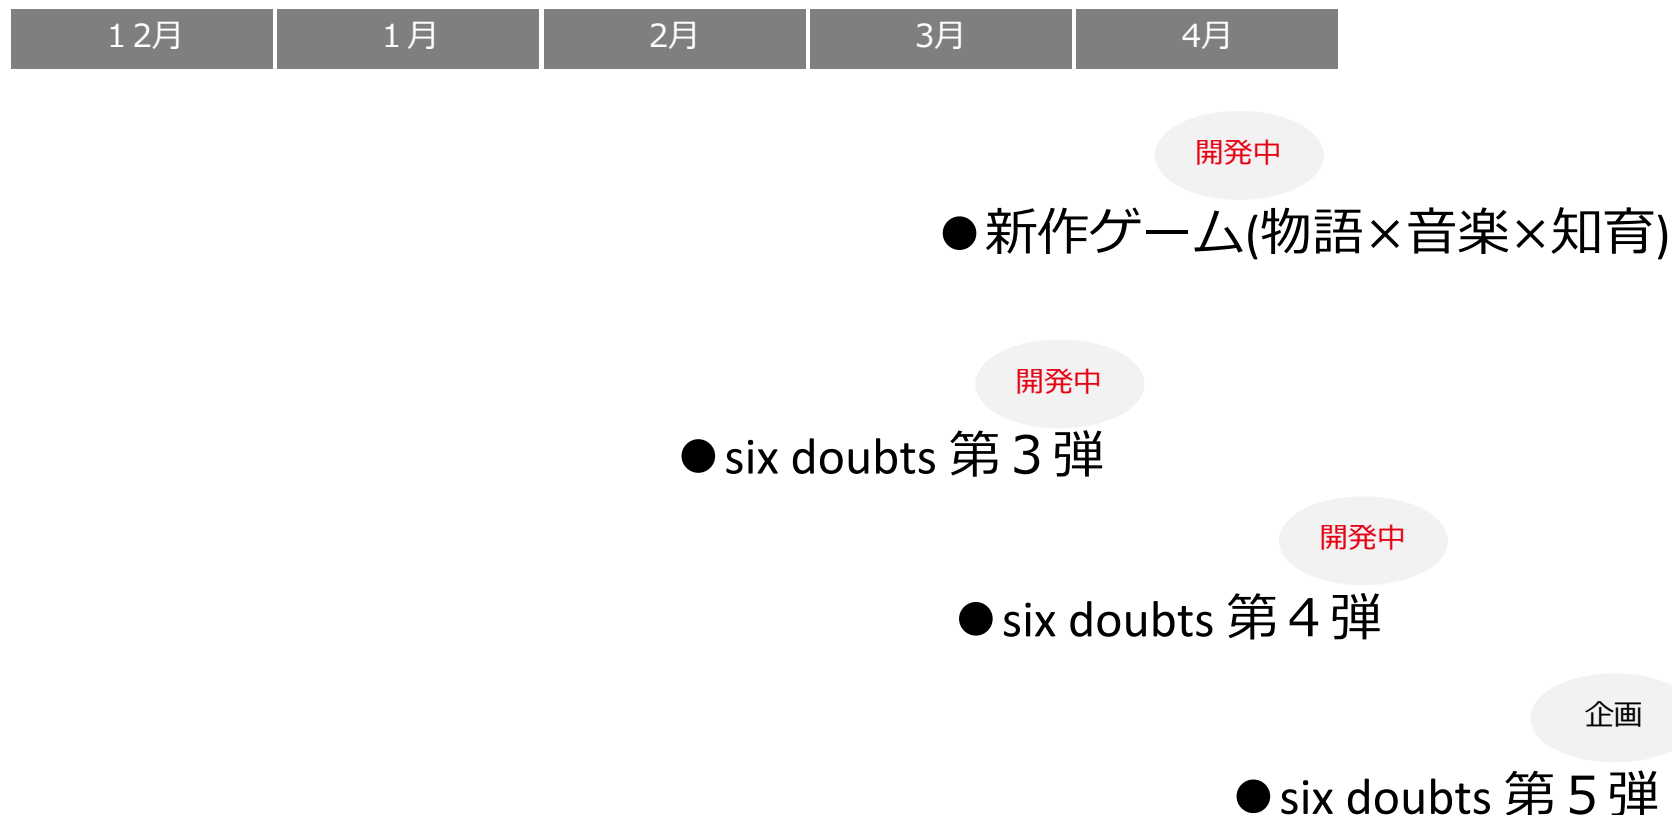 １2月 １月 2月 3月 4月
開発中
●新作ゲーム(物語×音楽×知育)
開発中
●six doubts 第３弾
開発中
●six doubts 第４弾
企画
●six doubts 第５弾